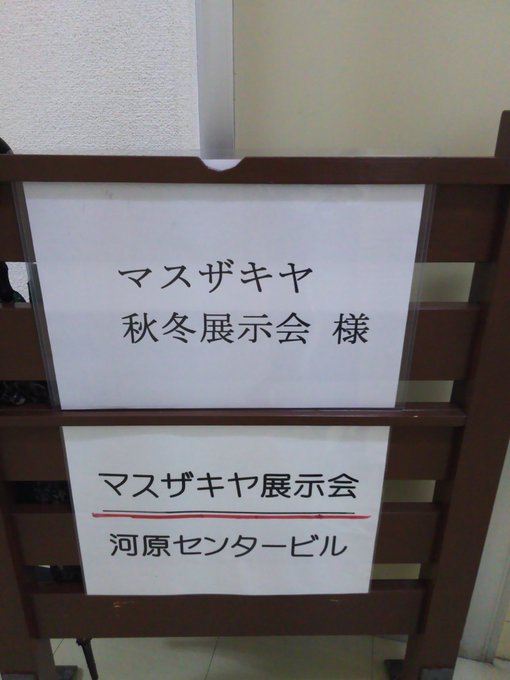 マスザキヤ
秋冬展示会 様
マスザキヤ展示会
河原センタービル